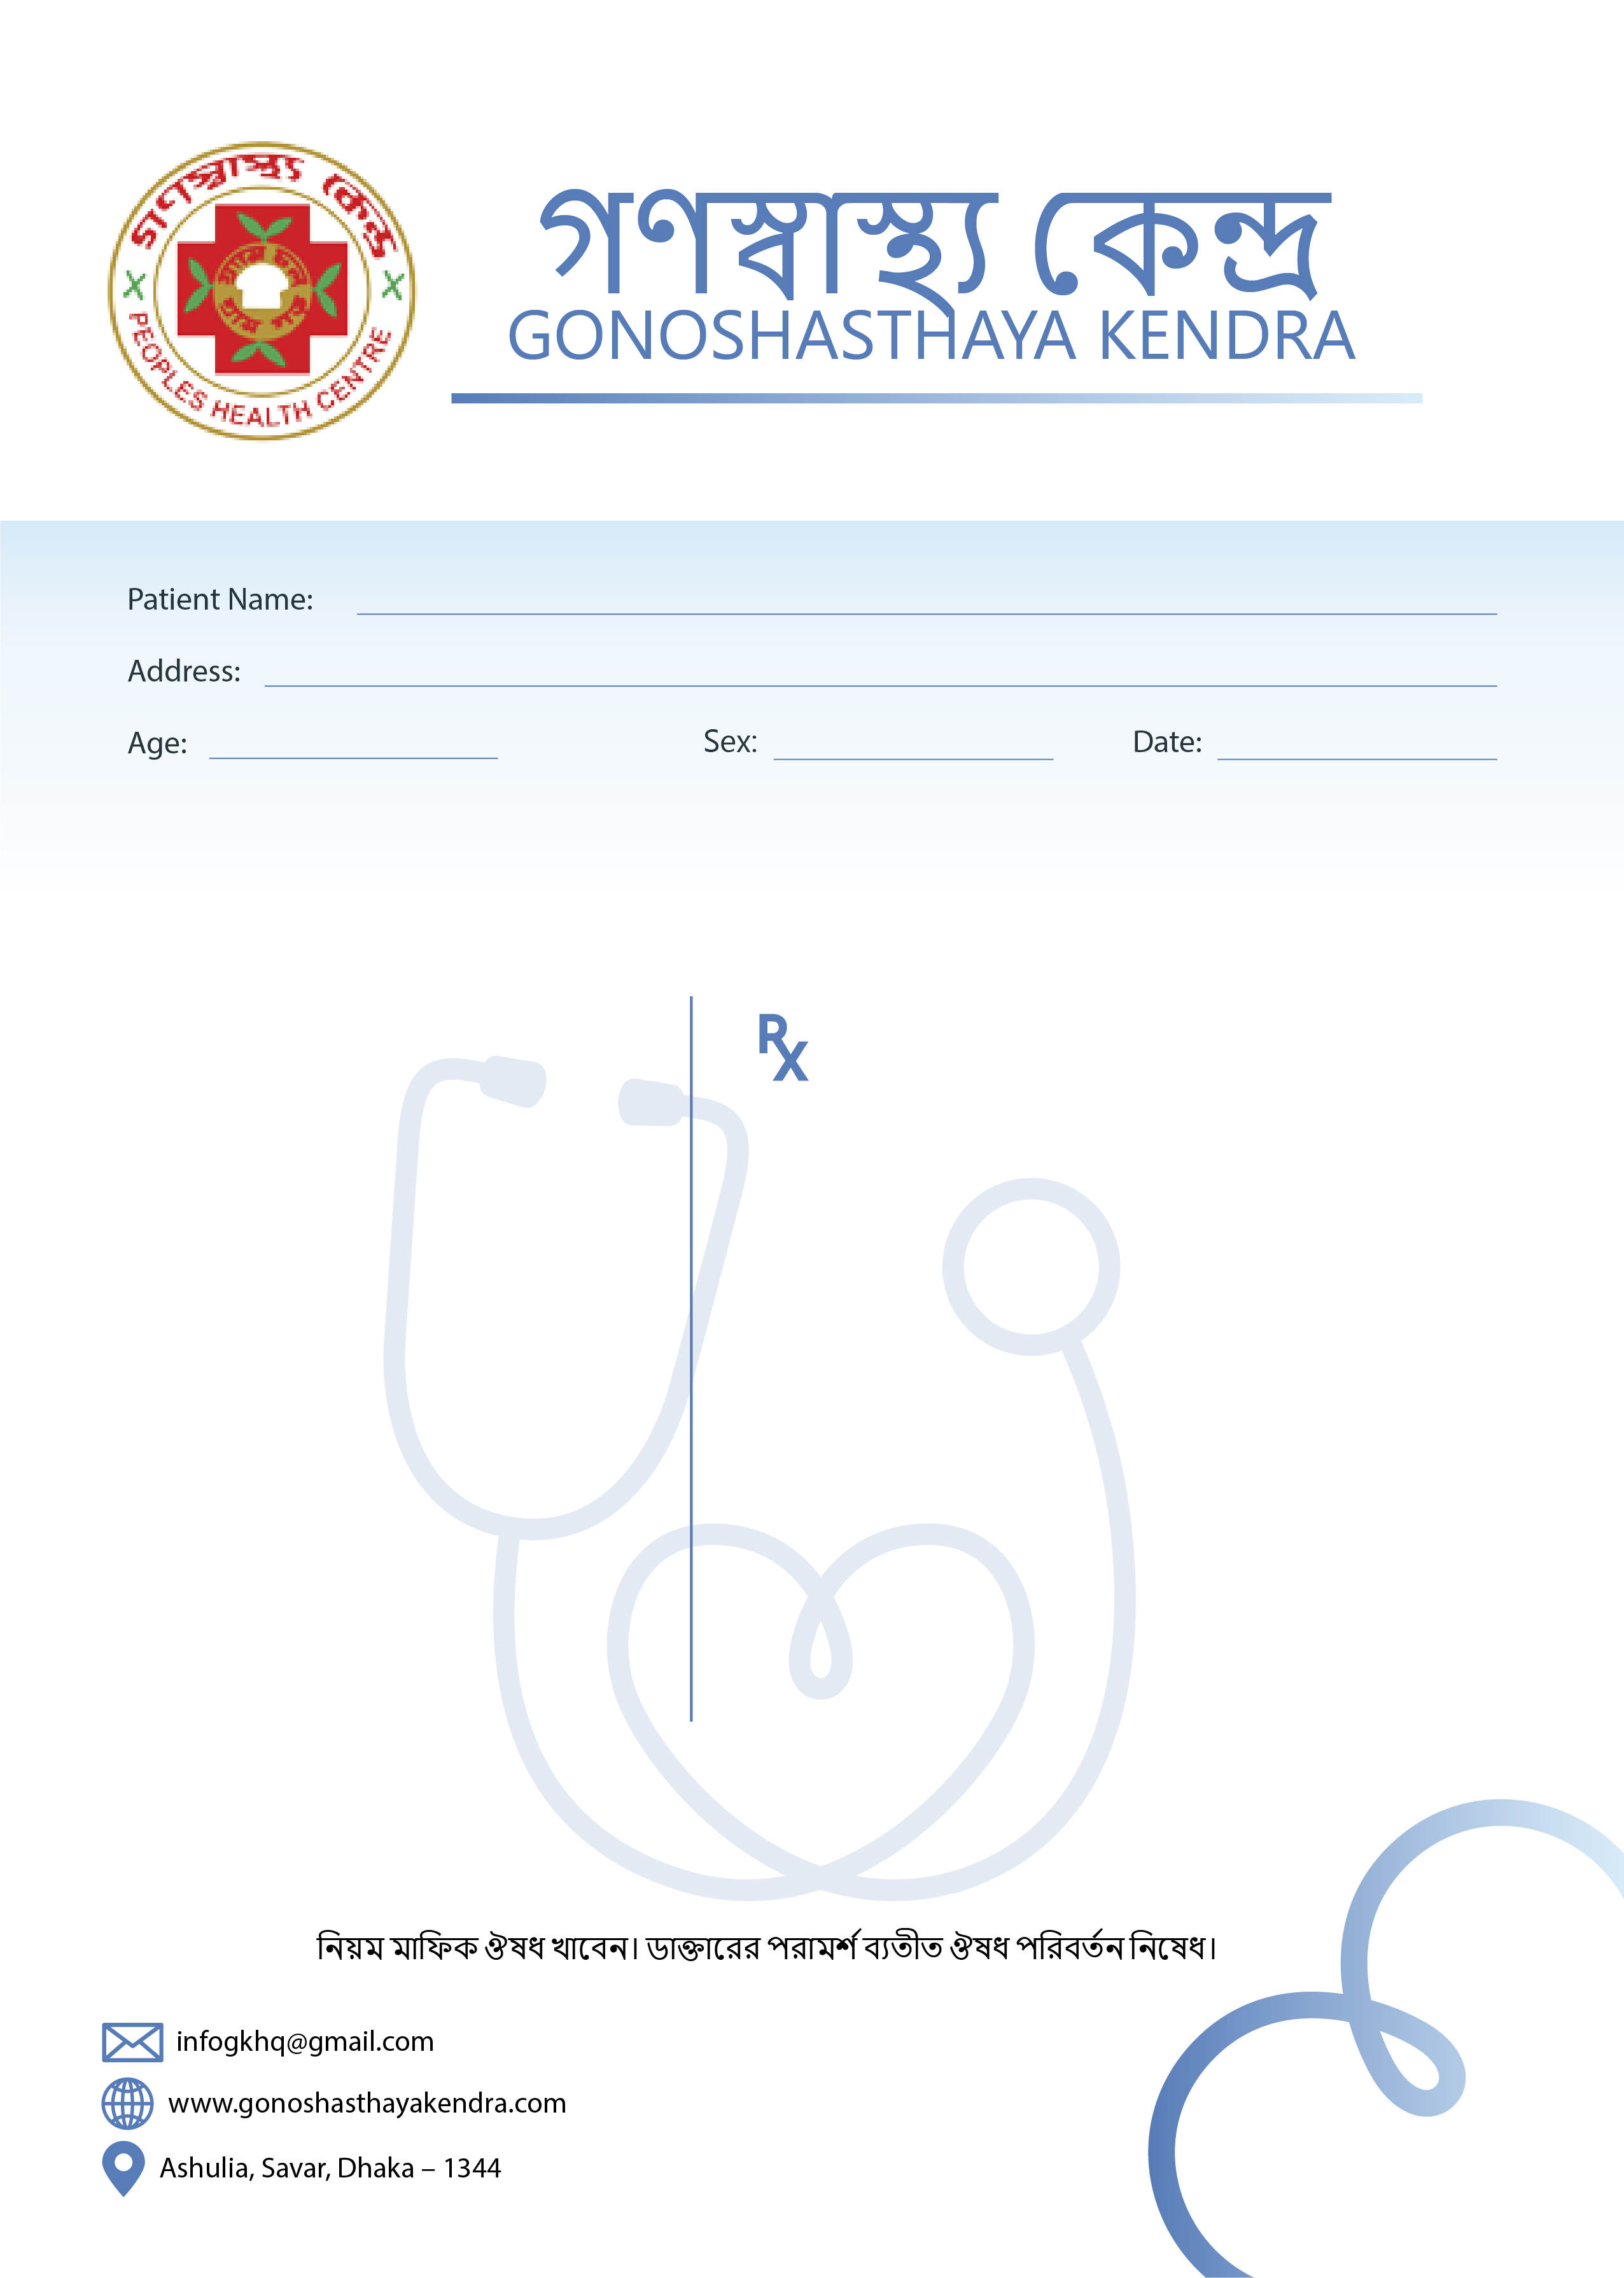 গণস্বাস্থ্য কেন্দ্র
PEOPLES HEALTH CENTRE
গণস্বাস্থ্য কেন্দ্র
GONOSHASTHAYA KENDRA
Patient Name:
Address:
Age: Sex: Date:
Rx
নিয়ম মাফিক ঔষধ খাবেন। ডাক্তারের পরামর্শ ব্যতীত ঔষধ পরিবর্তন নিষেধ।
infogkhq@gmail.com
www.gonoshasthayakendra.com
Ashulia, Savar, Dhaka – 1344